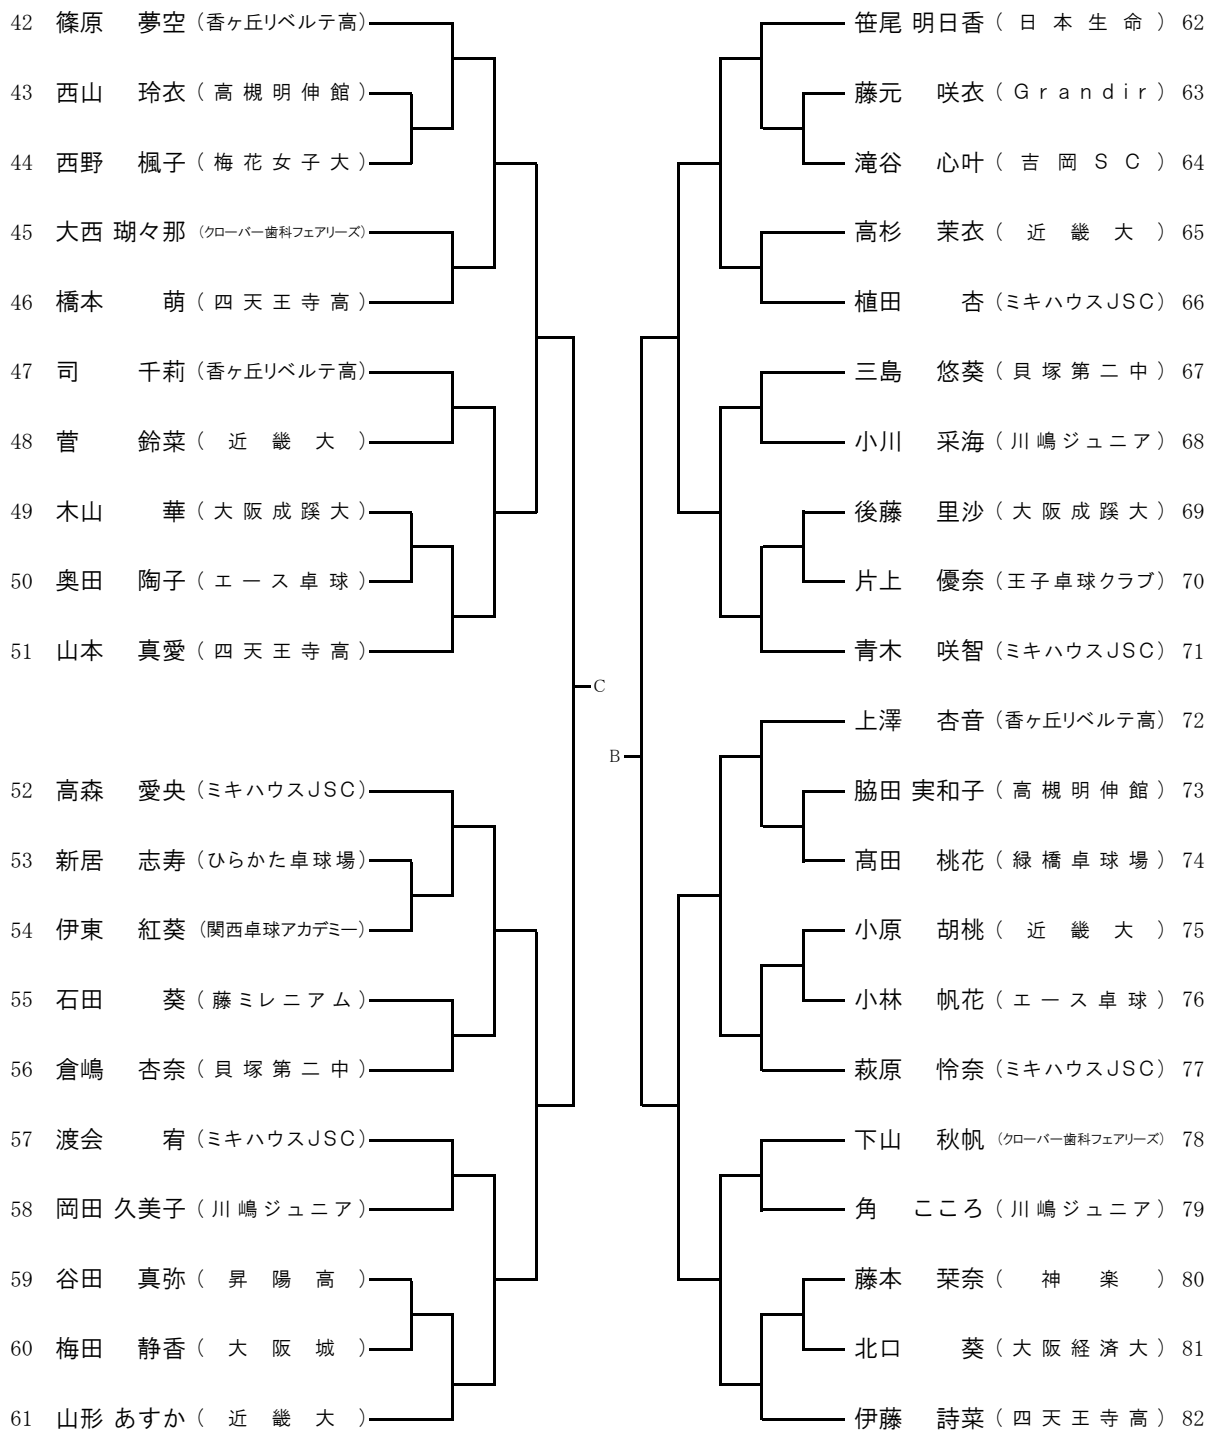 42 篠原 夢空 (香ヶ丘リベルテ高)
43 西山 玲衣 (高槻明伸館)
44 西野 楓子 (梅花女子大)
45 大西 瑚々那 (クローバー歯科フェアリーズ)
46 橋本 萌 (四天王寺高)
47 司 千莉 (香ヶ丘リベルテ高)
48 菅 鈴菜 (近畿大)
49 木山 華 (大阪成蹊大)
50 奥田 陶子 (エース卓球)
51 山本 真愛 (四天王寺高)
C
52 高森 愛央 (ミキハウスJSC)
53 新居 志寿 (ひらかた卓球場)
54 伊東 紅葵 (関西卓球アカデミー)
55 石田 葵 (藤ミレニアム)
56 倉嶋 杏奈 (貝塚第二中)
57 渡会 宥 (ミキハウスJSC)
58 岡田 久美子 (川嶋ジュニア)
59 谷田 真弥 (昇陽高)
60 梅田 静香 (大阪城)
61 山形 あすか (近畿大)
笹尾 明日香 (日本生命) 62
藤元 咲衣 (Grandir) 63
滝谷 心叶 (吉岡SC) 64
高杉 茉衣 (近畿大) 65
植田 杏 (ミキハウスJSC) 66
三島 悠葵 (貝塚第二中) 67
小川 采海 (川嶋ジュニア) 68
後藤 里沙 (大阪成蹊大) 69
片上 優奈 (王子卓球クラブ) 70
青木 咲智 (ミキハウスJSC) 71
上澤 杏音 (香ヶ丘リベルテ高) 72
B
脇田 実和子 (高槻明伸館) 73
髙田 桃花 (緑橋卓球場) 74
小原 胡桃 (近畿大) 75
小林 帆花 (エース卓球) 76
萩原 怜奈 (ミキハウスJSC) 77
下山 秋帆 (クローバー歯科フェアリーズ) 78
角 こころ (川嶋ジュニア) 79
藤本 栞奈 (神楽) 80
北口 葵 (大阪経済大) 81
伊藤 詩菜 (四天王寺高) 82